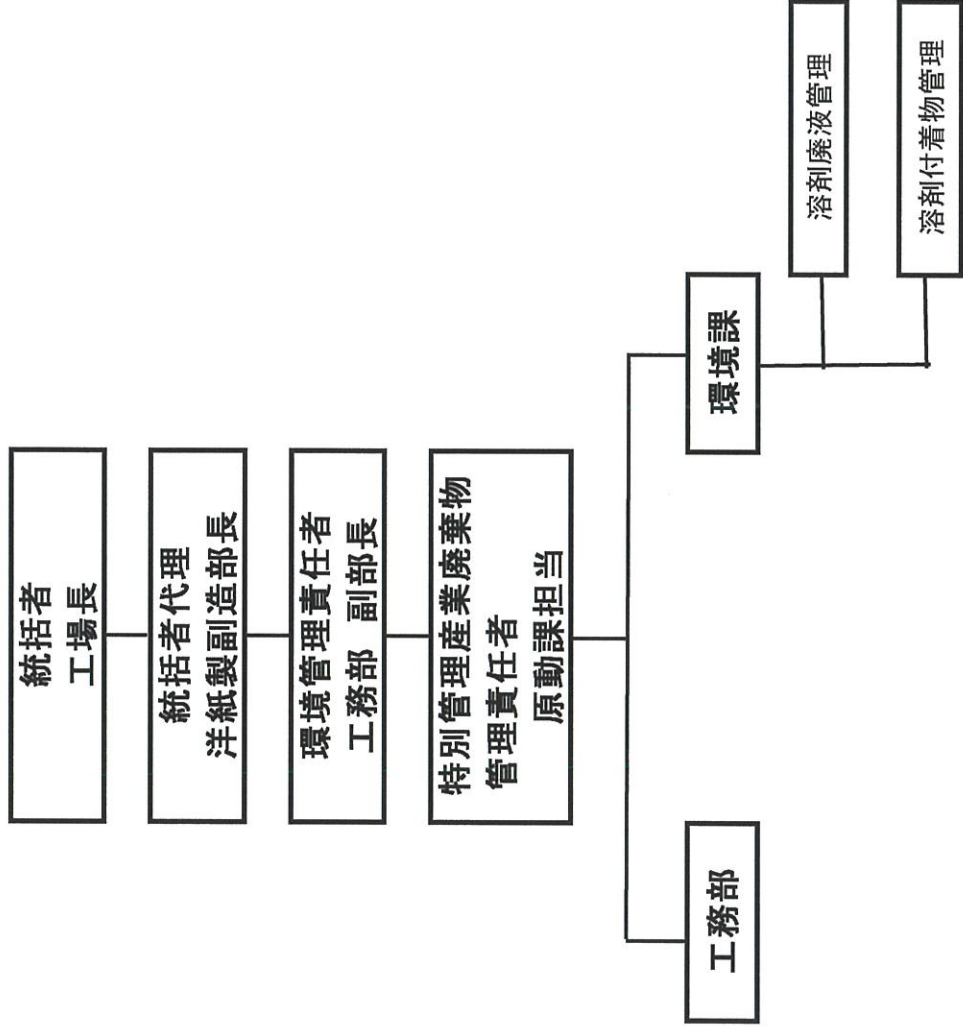 統括者
工場長
統括者代理
洋紙製副造部長
環境管理責任者
工務部 副部長
特別管理産業廃棄物
管理責任者
原動課担当
工務部
環境課
溶剤廃液管理
溶剤付着物管理